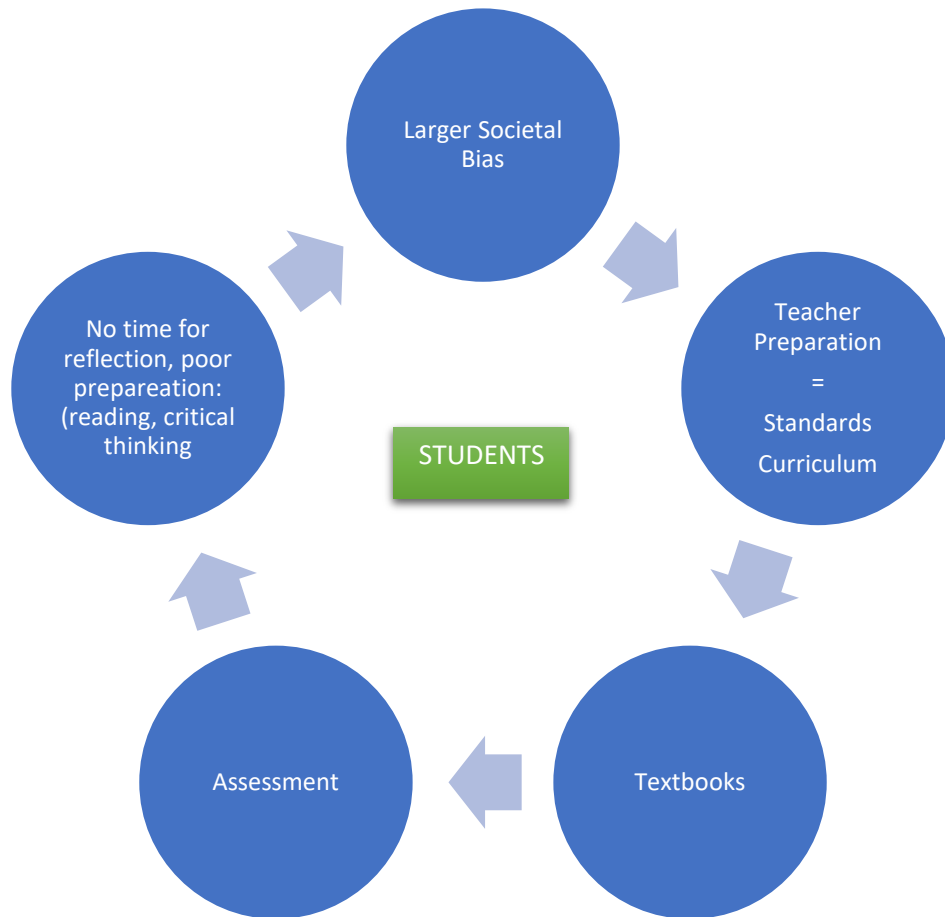 Larger Societal
Bias
Teacher
Preparation
=
Standards
Curriculum
Textbooks
Assessment
No time for
reflection, poor
prepareation:
(reading, critical
thinking
STUDENTS